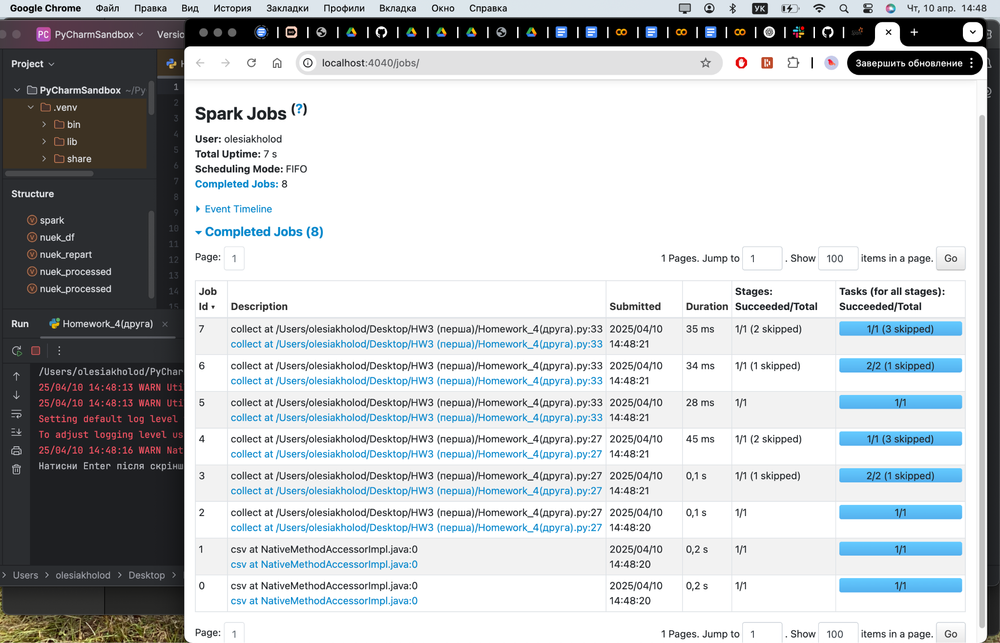 Google Chrome Файл Правка Вид История Закладки Профили Вкладка Окно Справка УК Чт, 10 апр. 14:48
PC PyCharmSandbox Versio
Project
localhost:4040/jobs/ Завершить обновление
PyCharmSandbox ~/Py
.venv
bin
lib
share
Structure
spark
nuek_df
nuek_repart
nuek_processed
nuek_processed
1
2
3
4
5
6
7
8
9
10
11
12
13
14
15
Run Homework_4(друга)
/Users/olesiakholod/PyChar
25/04/10 14:48:13 WARN Uti
25/04/10 14:48:13 WARN Uti
Setting default log level
To adjust logging level us
25/04/10 14:48:16 WARN Nat
Натисни Enter після скрінш
Users > olesiakholod > Desktop >
Spark Jobs (?)
User: olesiakholod
Total Uptime: 7 s
Scheduling Mode: FIFO
Completed Jobs: 8
Event Timeline
Completed Jobs (8)
Page: 1 1 Pages. Jump to 1 . Show 100 items in a page. Go
Job Id Description Submitted Duration Stages: Succeeded/Total Tasks (for all stages): Succeeded/Total
7 collect at /Users/olesiakholod/Desktop/HW3 (перша)/Homework_4(друга).py:33 2025/04/10 35 ms 1/1 (2 skipped) 1/1 (3 skipped)
collect at /Users/olesiakholod/Desktop/HW3 (перша)/Homework_4(друга).py:33 14:48:21
6 collect at /Users/olesiakholod/Desktop/HW3 (перша)/Homework_4(друга).py:33 2025/04/10 34 ms 1/1 (1 skipped) 2/2 (1 skipped)
collect at /Users/olesiakholod/Desktop/HW3 (перша)/Homework_4(друга).py:33 14:48:21
5 collect at /Users/olesiakholod/Desktop/HW3 (перша)/Homework_4(друга).py:33 2025/04/10 28 ms 1/1 1/1
collect at /Users/olesiakholod/Desktop/HW3 (перша)/Homework_4(друга).py:33 14:48:21
4 collect at /Users/olesiakholod/Desktop/HW3 (перша)/Homework_4(друга).py:27 2025/04/10 45 ms 1/1 (2 skipped) 1/1 (3 skipped)
collect at /Users/olesiakholod/Desktop/HW3 (перша)/Homework_4(друга).py:27 14:48:21
3 collect at /Users/olesiakholod/Desktop/HW3 (перша)/Homework_4(друга).py:27 2025/04/10 0,1 s 1/1 (1 skipped) 2/2 (1 skipped)
collect at /Users/olesiakholod/Desktop/HW3 (перша)/Homework_4(друга).py:27 14:48:21
2 collect at /Users/olesiakholod/Desktop/HW3 (перша)/Homework_4(друга).py:27 2025/04/10 0,1 s 1/1 1/1
collect at /Users/olesiakholod/Desktop/HW3 (перша)/Homework_4(друга).py:27 14:48:20
1 csv at NativeMethodAccessorImpl.java:0 2025/04/10 0,2 s 1/1 1/1
csv at NativeMethodAccessorImpl.java:0 14:48:20
0 csv at NativeMethodAccessorImpl.java:0 2025/04/10 0,2 s 1/1 1/1
csv at NativeMethodAccessorImpl.java:0 14:48:20
Page: 1 1 Pages. Jump to 1 . Show 100 items in a page. Go